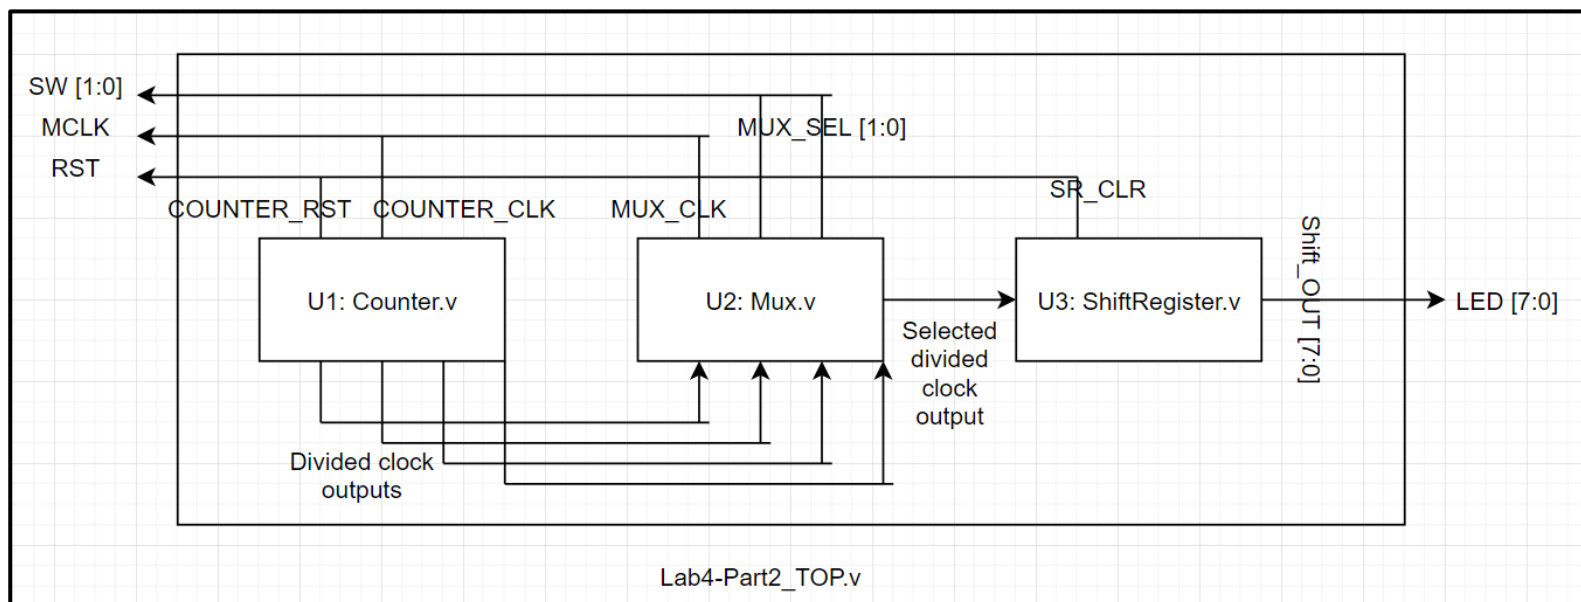 SW [1:0]
MCLK
MUX_SEL [1:0]
RST
SR_CLR
COUNTER_RST
COUNTER_CLK
MUX_CLK
U1: Counter.v
U2: Mux.v
U3: ShiftRegister.v
Shift_OUT [7:0]
LED [7:0]
Selected
divided
clock
output
Divided clock
outputs
Lab4-Part2_TOP.v